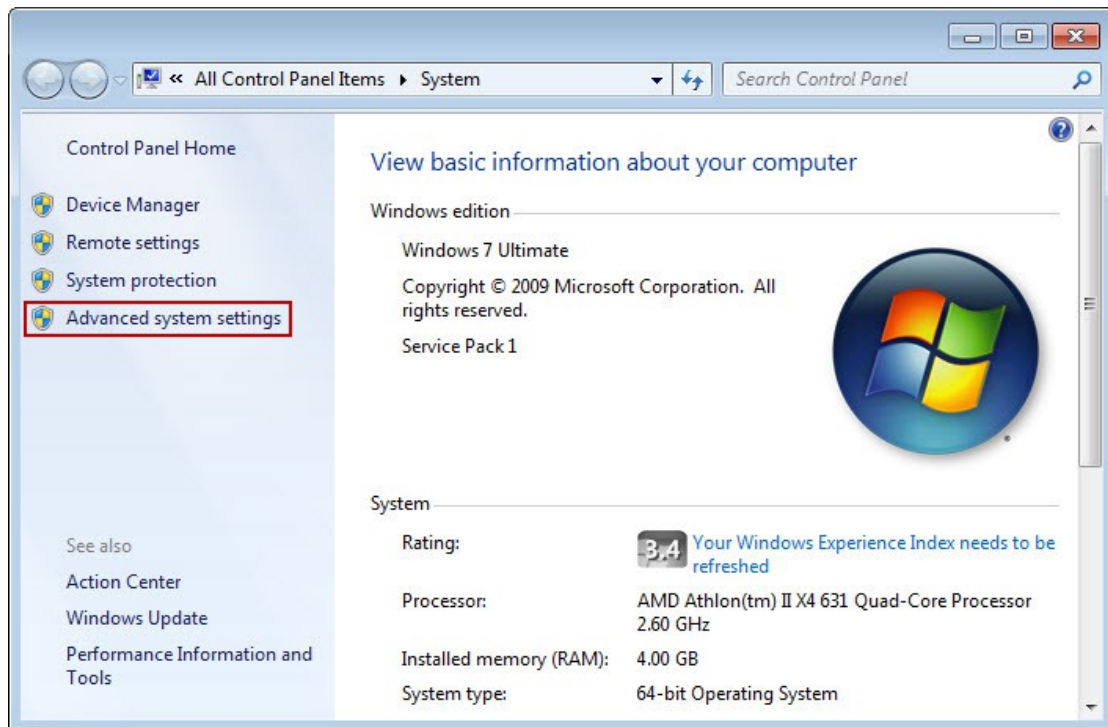 « All Control Panel Items ▸ System
Search Control Panel
Control Panel Home
Device Manager
Remote settings
System protection
Advanced system settings
See also
Action Center
Windows Update
Performance Information and
Tools
View basic information about your computer
Windows edition
Windows 7 Ultimate
Copyright © 2009 Microsoft Corporation. All
rights reserved.
Service Pack 1
System
Rating:
3,4 Your Windows Experience Index needs to be
refreshed
Processor:
AMD Athlon(tm) II X4 631 Quad-Core Processor
2.60 GHz
Installed memory (RAM):
4.00 GB
System type:
64-bit Operating System